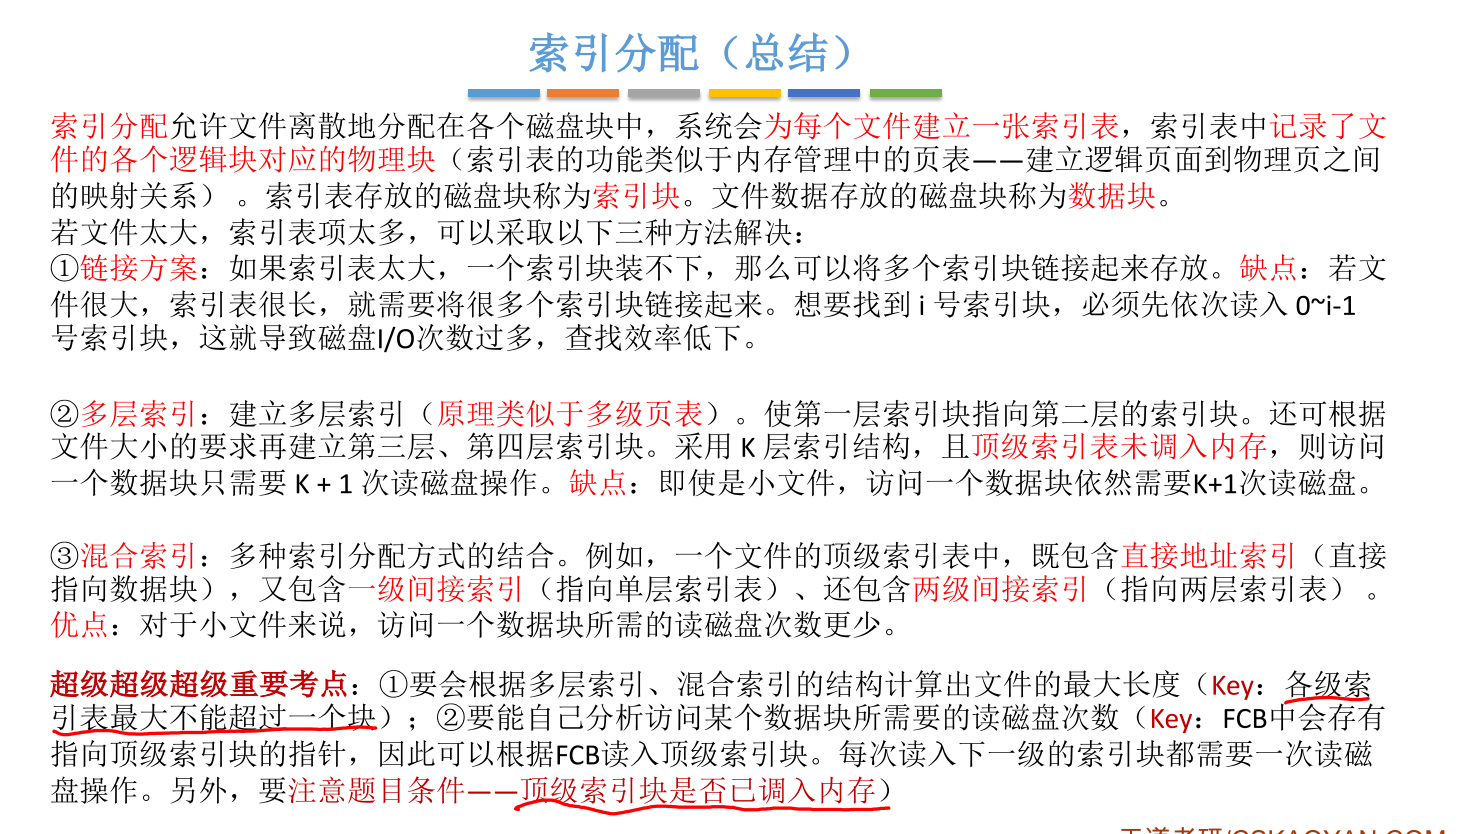 索引分配（总结）
索引分配允许文件离散地分配在各个磁盘块中，系统会为每个文件建立一张索引表，索引表中记录了文
件的各个逻辑块对应的物理块（索引表的功能类似于内存管理中的页表——建立逻辑页面到物理页之间
的映射关系）。索引表存放的磁盘块称为索引块。文件数据存放的磁盘块称为数据块。
若文件太大，索引表项太多，可以采取以下三种方法解决：
①链接方案：如果索引表太大，一个索引块装不下，那么可以将多个索引块链接起来存放。缺点：若文
件很大，索引表很长，就需要将很多个索引块链接起来。想要找到 i 号索引块，必须先依次读入 0~i-1
号索引块，这就导致磁盘I/O次数过多，查找效率低下。
②多层索引：建立多层索引（原理类似于多级页表）。使第一层索引块指向第二层的索引块。还可根据
文件大小的要求再建立第三层、第四层索引块。采用 K 层索引结构，且顶级索引表未调入内存，则访问
一个数据块只需要 K + 1 次读磁盘操作。缺点：即使是小文件，访问一个数据块依然需要K+1次读磁盘。
③混合索引：多种索引分配方式的结合。例如，一个文件的顶级索引表中，既包含直接地址索引（直接
指向数据块），又包含一级间接索引（指向单层索引表）、还包含两级间接索引（指向两层索引表）。
优点：对于小文件来说，访问一个数据块所需的读磁盘次数更少。
超级超级超级重要考点：①要会根据多层索引、混合索引的结构计算出文件的最大长度（Key：各级索
引表最大不能超过一个块）；②要能自己分析访问某个数据块所需要的读磁盘次数（Key：FCB中会存有
指向顶级索引块的指针，因此可以根据FCB读入顶级索引块。每次读入下一级的索引块都需要一次读磁
盘操作。另外，要注意题目条件——顶级索引块是否已调入内存）
王道考研/CSKAOYAN.COM